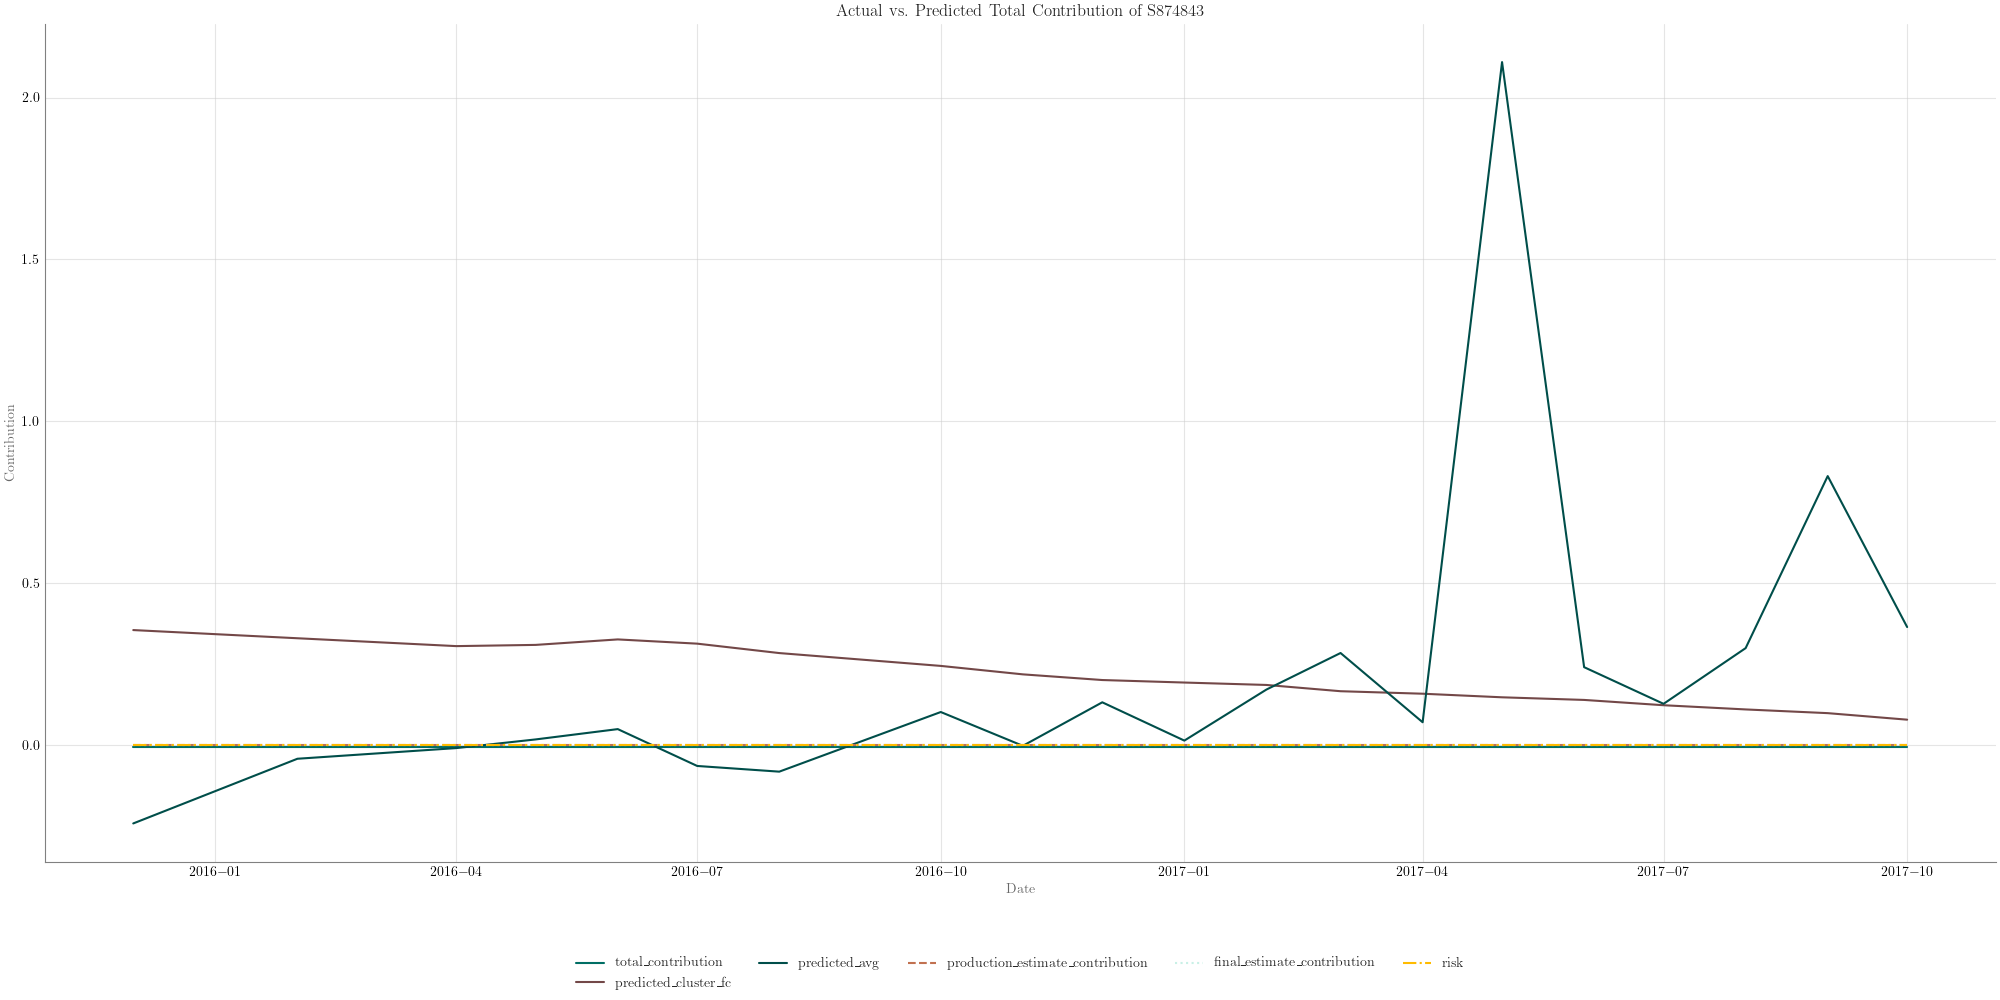 Actual vs. Predicted Total Contribution of S874843
2.0
1.5
1.0
0.5
0.0
Contribution
2016−01 2016−04 2016−07 2016−10 2017−01 2017−04 2017−07 2017−10
Date
total_contribution predicted_avg production_estimate_contribution final_estimate_contribution risk
predicted_cluster_fc